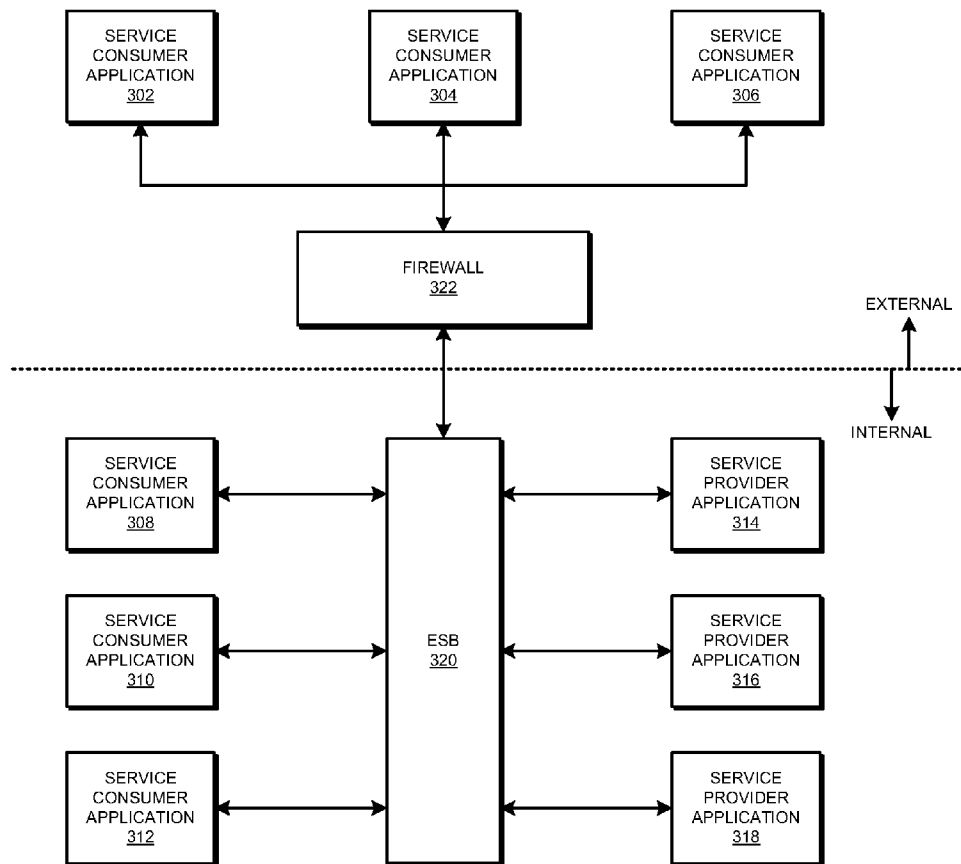 SERVICE
CONSUMER
APPLICATION
302
SERVICE
CONSUMER
APPLICATION
304
SERVICE
CONSUMER
APPLICATION
306
FIREWALL
322
EXTERNAL
INTERNAL
SERVICE
CONSUMER
APPLICATION
308
SERVICE
PROVIDER
APPLICATION
314
SERVICE
CONSUMER
APPLICATION
310
ESB
320
SERVICE
PROVIDER
APPLICATION
316
SERVICE
CONSUMER
APPLICATION
312
SERVICE
PROVIDER
APPLICATION
318